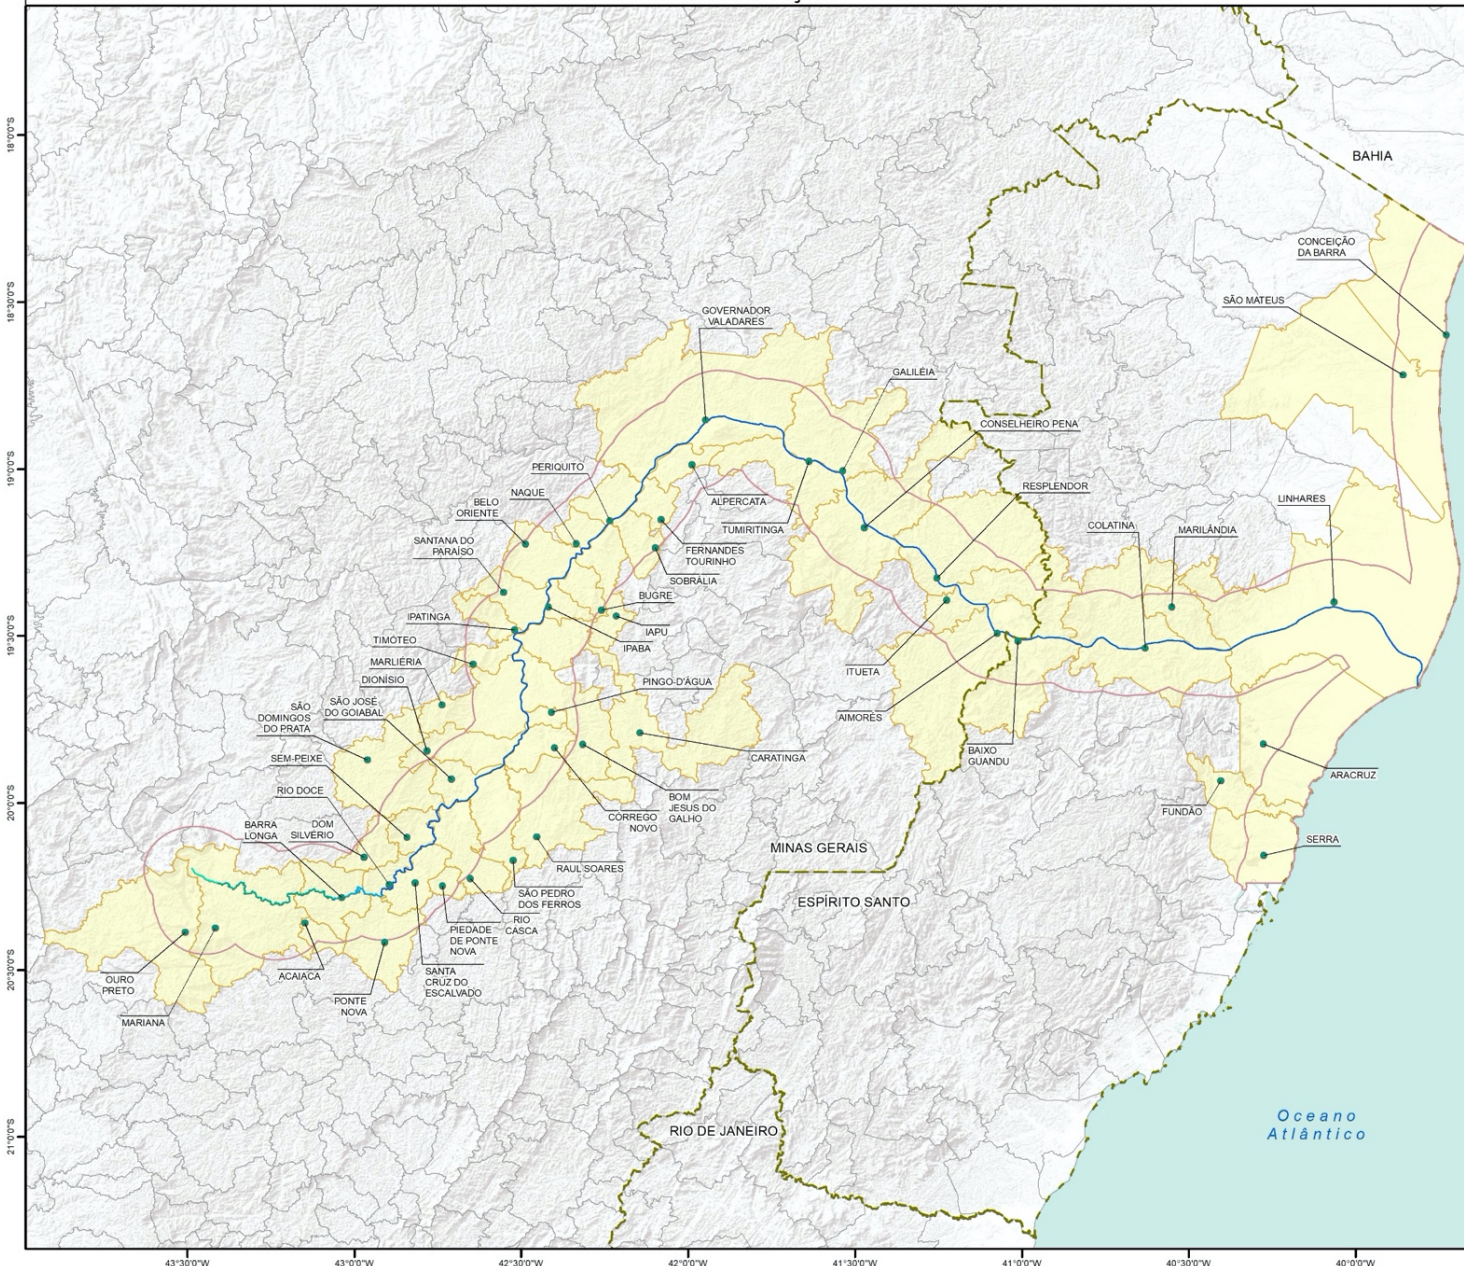 BAHIA
CONCEIÇÃO
DA BARRA
SÃO MATEUS
GOVERNADOR
VALADARES
GALILÉIA
CONSELHEIRO PENA
PERIQUITO
RESPLENDOR
NAQUE
BELO
ORIENTE
ALPERCATA
LINHARES
TUMIRITINGA
COLATINA
MARILÂNDIA
SANTANA DO
PARAÍSO
FERNANDES
TOURINHO
SOBRÁLIA
BUGRE
IPATINGA
IAPU
TIMÓTEO
IPABA
MARLIÉRIA
ITUETA
DIONÍSIO
PINGO-D'ÁGUA
SÃO JOSÉ
DO GOIABAL
SÃO
DOMINGOS
DO PRATA
AIMORÉS
BAIXO
GUANDU
SEM-PEIXE
CARATINGA
ARACRUZ
RIO DOCE
BOM
JESUS DO
GALHO
FUNDÃO
CÓRREGO
NOVO
BARRA
LONGA
DOM
SILVÉRIO
SERRA
MINAS GERAIS
RAUL SOARES
SÃO PEDRO
DOS FERROS
ESPÍRITO SANTO
RIO
CASCA
PIEDADE
DE PONTE
NOVA
SANTA
CRUZ DO
ESCALVADO
ACAIACA
OURO
PRETO
PONTE
NOVA
MARIANA
Oceano
Atlântico
RIO DE JANEIRO
18°0'0"S
18°30'0"S
19°0'0"S
19°30'0"S
20°0'0"S
20°30'0"S
21°0'0"S
43°30'0"W
43°0'0"W
42°30'0"W
42°0'0"W
41°30'0"W
41°0'0"W
40°30'0"W
40°0'0"W